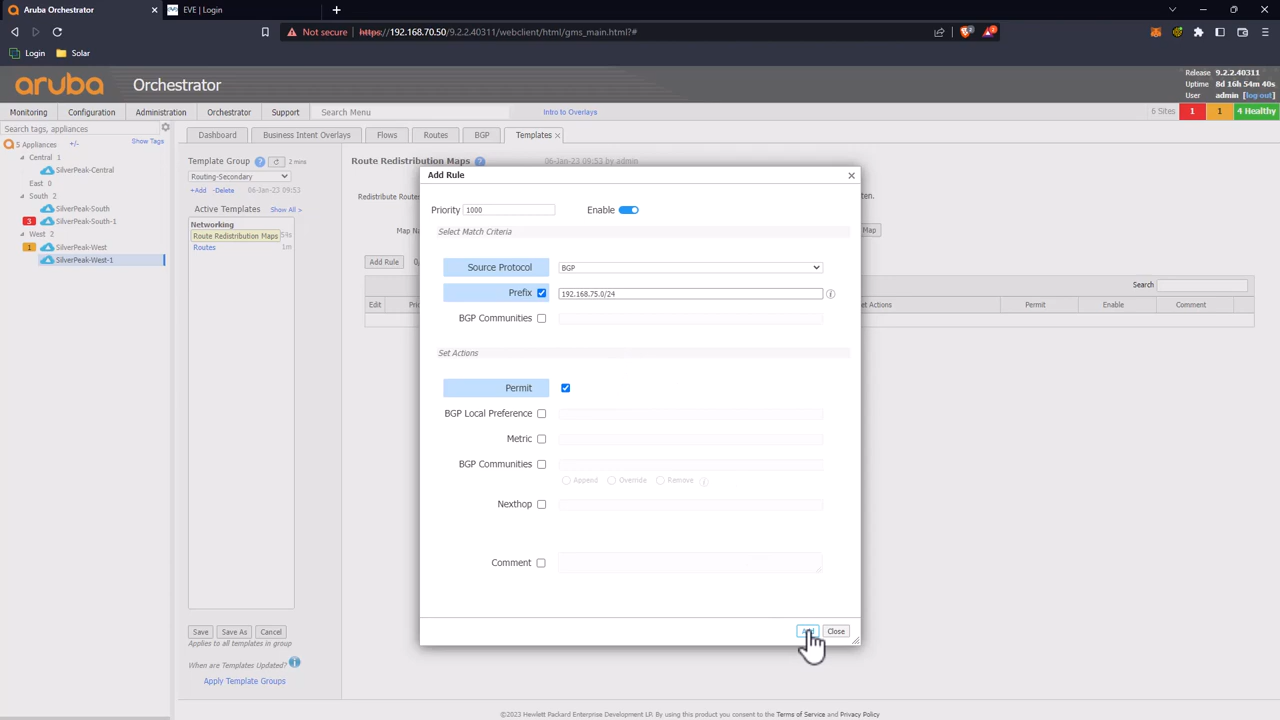 Aruba Orchestrator
EVE | Login
Not secure
https://192.168.70.50/9.2.2.40311/webclient/html/gms_main.html?#
Login
Solar
aruba
Orchestrator
Release 9.2.2.40311
Uptime 8d 16h 54m 40s
User admin [log out]
Monitoring Configuration Administration Orchestrator Support
Search Menu
Intro to Overlays
6 Sites 1 1 4 Healthy
Search tags, appliances
Show Tags
5 Appliances +/-
Central 1
SilverPeak-Central
East 0
South 2
SilverPeak-South
3 SilverPeak-South-1
West 2
1 SilverPeak-West
SilverPeak-West-1
Dashboard Business Intent Overlays Flows Routes BGP Templates
Template Group ? 2 mins
Routing-Secondary
+Add -Delete 06-Jan-23 09:53
Active Templates Show All >
Networking
Route Redistribution Maps 54s
Routes 1m
Save Save As Cancel
Applies to all templates in group
When are Templates Updated?
Apply Template Groups
Route Redistribution Maps ? 06-Jan-23 09:53 by admin
Redistribute Route
ten.
Map Na
Map
Add Rule
Search
Edit
et Actions Permit Enable Comment
Add Rule
Priority 1000
Enable
Select Match Criteria
Source Protocol BGP
Prefix 192.168.75.0/24
BGP Communities
Set Actions
Permit
BGP Local Preference
Metric
BGP Communities
Append Override Remove
Nexthop
Comment
Close
©2023 Hewlett Packard Enterprise Development LP. By using this product you consent to the Terms of Service and Privacy Policy